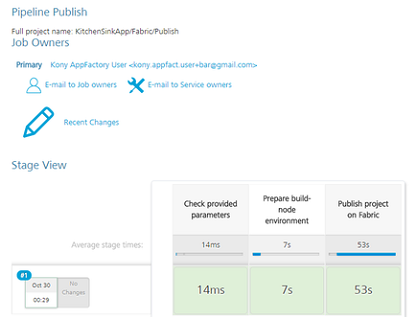 Pipeline Publish
Full project name: KitchenSinkApp/Fabric/Publish
Job Owners
Primary Kony AppFactory User <kony.appfact.user+bar@gmail.com>
E-mail to Job owners E-mail to Service owners
Recent Changes
Stage View
Check provided parameters
Prepare build-node environment
Publish project on Fabric
Average stage times:
14ms 7s 53s
#1
Oct 30
00:29
No Changes
14ms 7s 53s